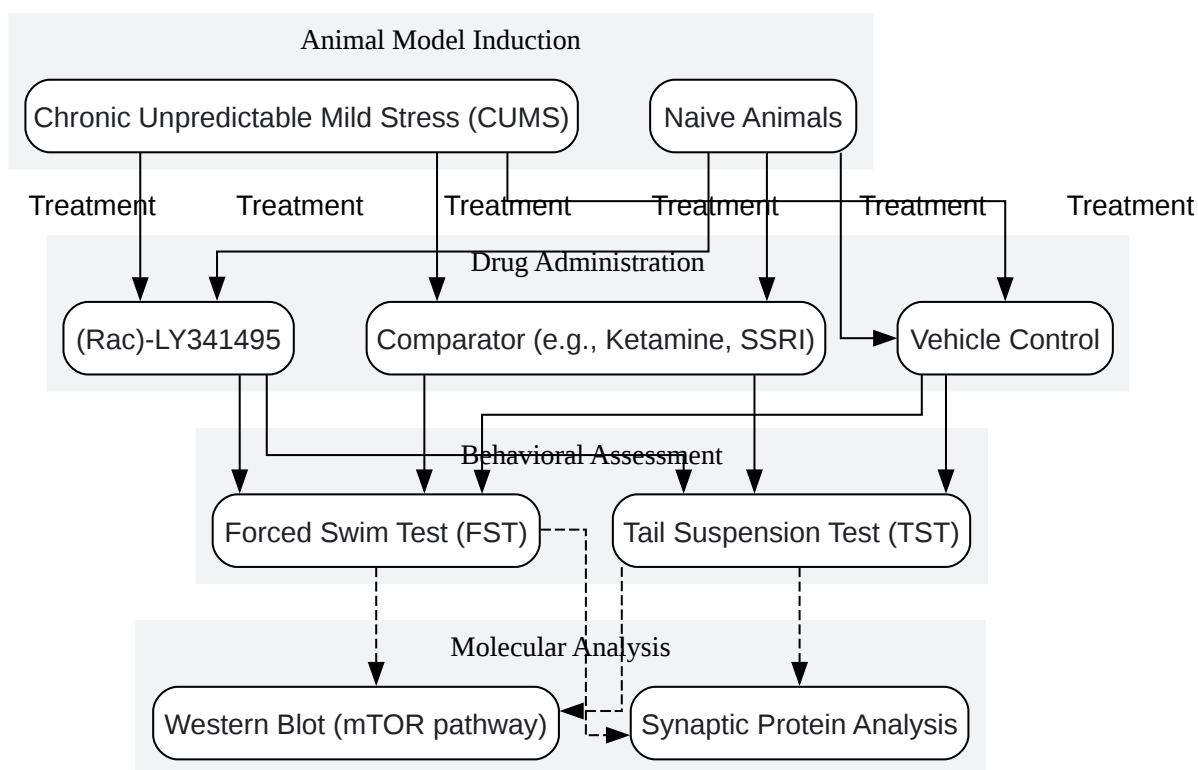 Animal Model Induction
Chronic Unpredictable Mild Stress (CUMS)
Naive Animals
Treatment
Treatment
Treatment
Treatment
Treatment
Treatment
Drug Administration
(Rac)-LY341495
Comparator (e.g., Ketamine, SSRI)
Vehicle Control
Behavioral Assessment
Forced Swim Test (FST)
Tail Suspension Test (TST)
Molecular Analysis
Western Blot (mTOR pathway)
Synaptic Protein Analysis